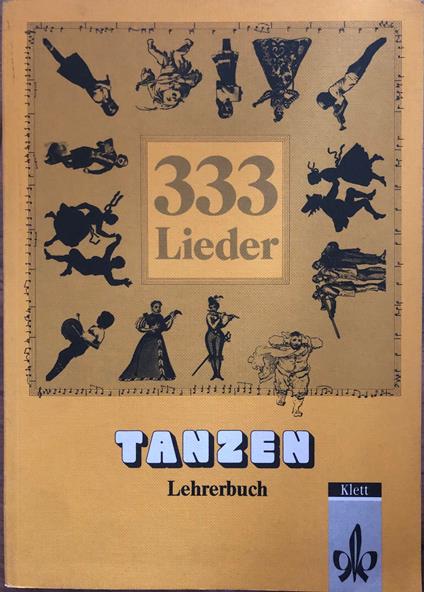 333
Lieder
TANZEN
Lehrerbuch
Klett